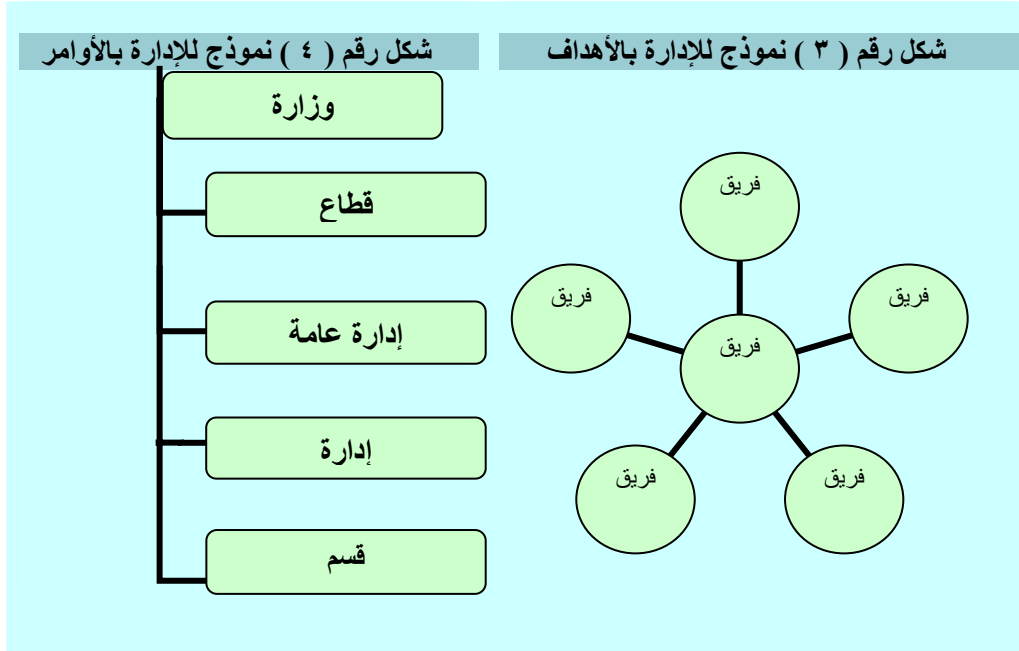 شكل رقم ( ٣ ) نموذج للإدارة بالأهداف
فريق
فريق
فريق
فريق
فريق
فريق
شكل رقم ( ٤ ) نموذج للإدارة بالأوامر
وزارة
قطاع
إدارة عامة
إدارة
قسم